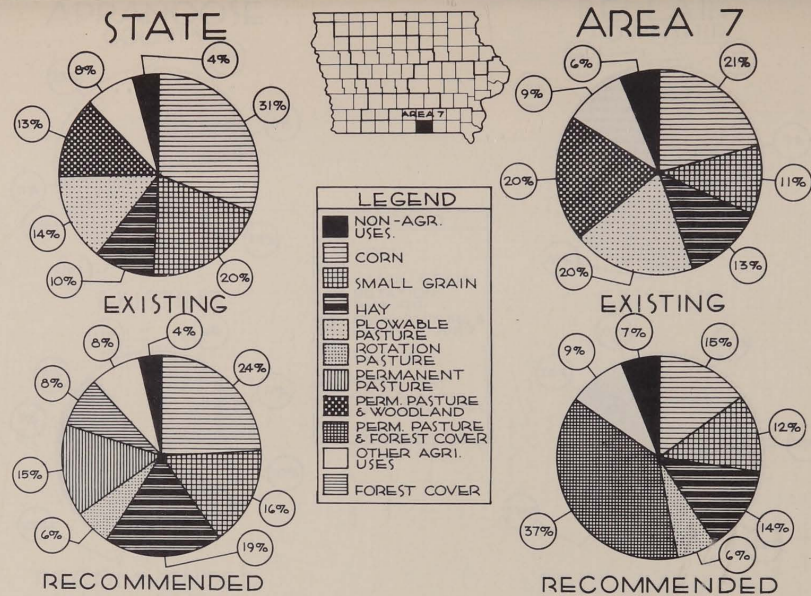 STATE
4%
31%
20%
10%
14%
13%
8%
EXISTING
AREA 7
AREA 7
6%
21%
11%
13%
20%
20%
9%
EXISTING
LEGEND
NON-AGR.
USES.
CORN
SMALL GRAIN
HAY
PLOWABLE
PASTURE
ROTATION
PASTURE
PERMANENT
PASTURE
PERM. PASTURE
& WOODLAND
PERM. PASTURE
& FOREST COVER
OTHER AGRI.
USES
FOREST COVER
4%
24%
16%
19%
6%
15%
8%
8%
RECOMMENDED
7%
15%
12%
14%
6%
37%
9%
RECOMMENDED